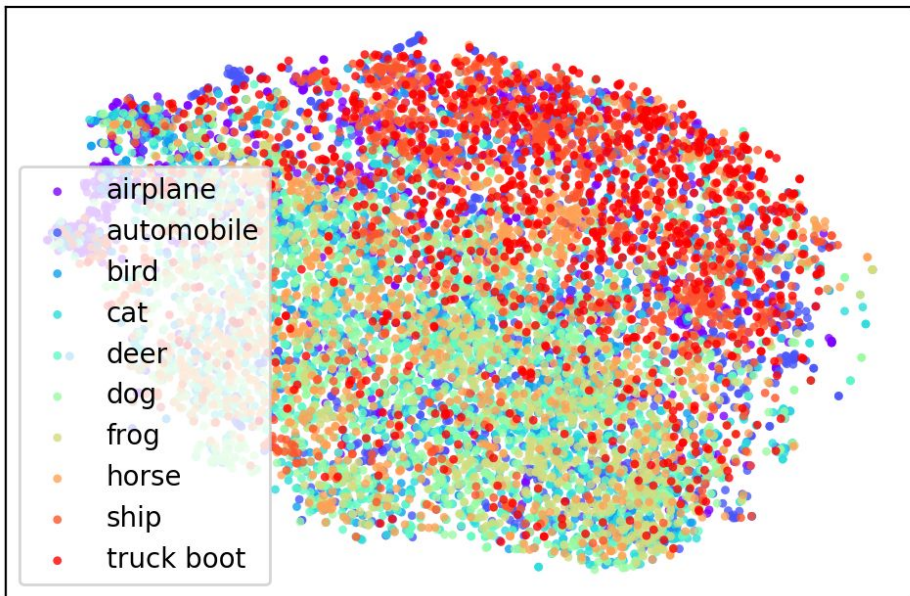 airplane
automobile
bird
cat
deer
dog
frog
horse
ship
truck boot